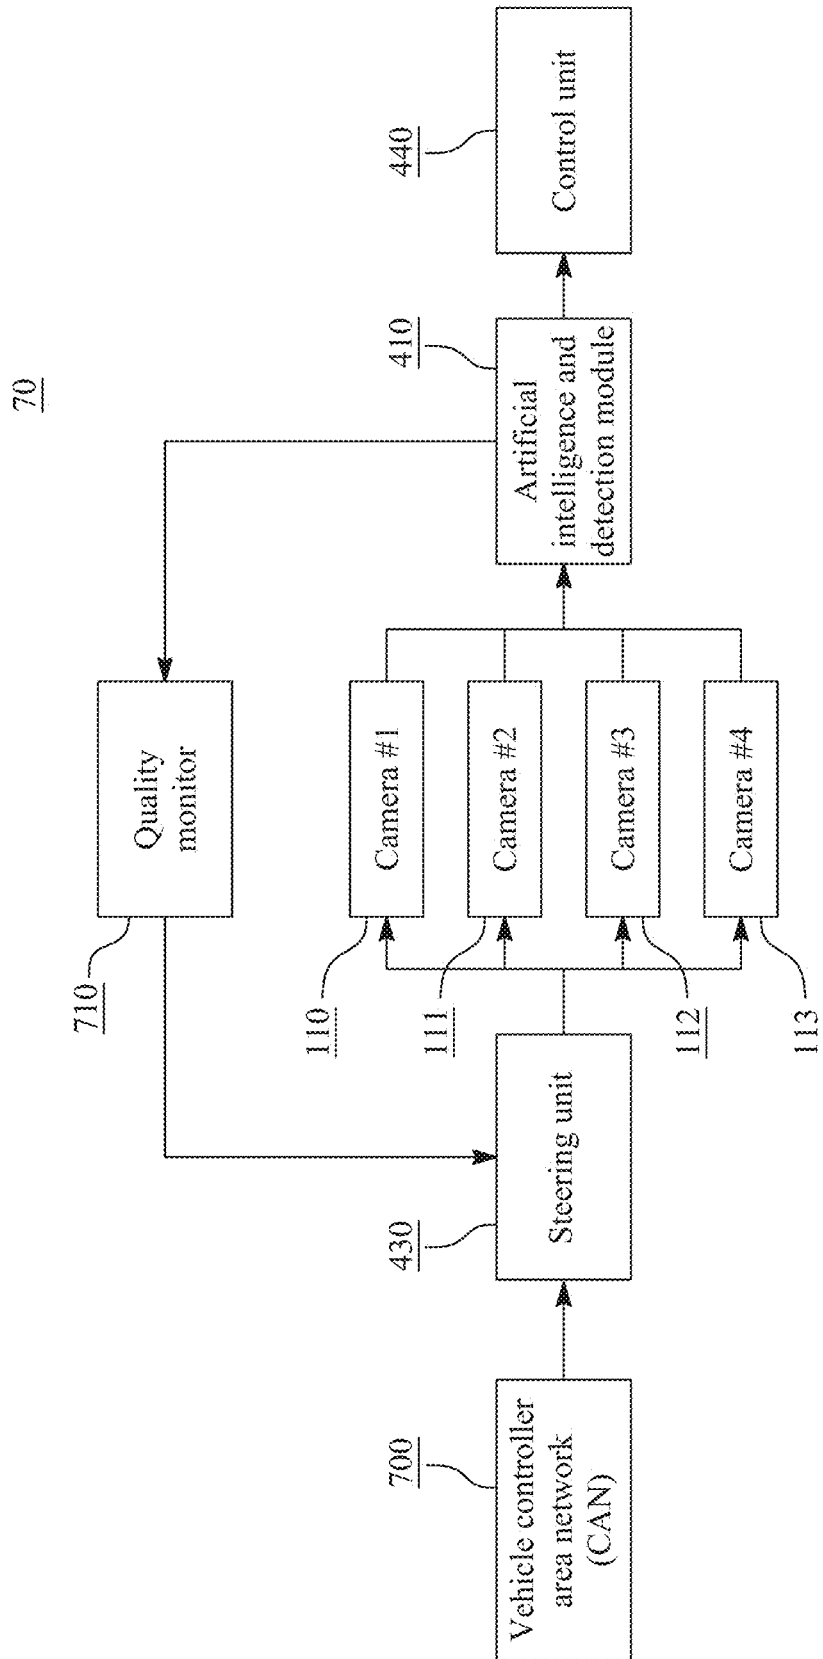 70
700
Vehicle controller
area network
(CAN)
430
Steering unit
710
Quality
monitor
110
Camera #1
111
Camera #2
112
Camera #3
113
Camera #4
410
Artificial
intelligence and
detection module
440
Control unit